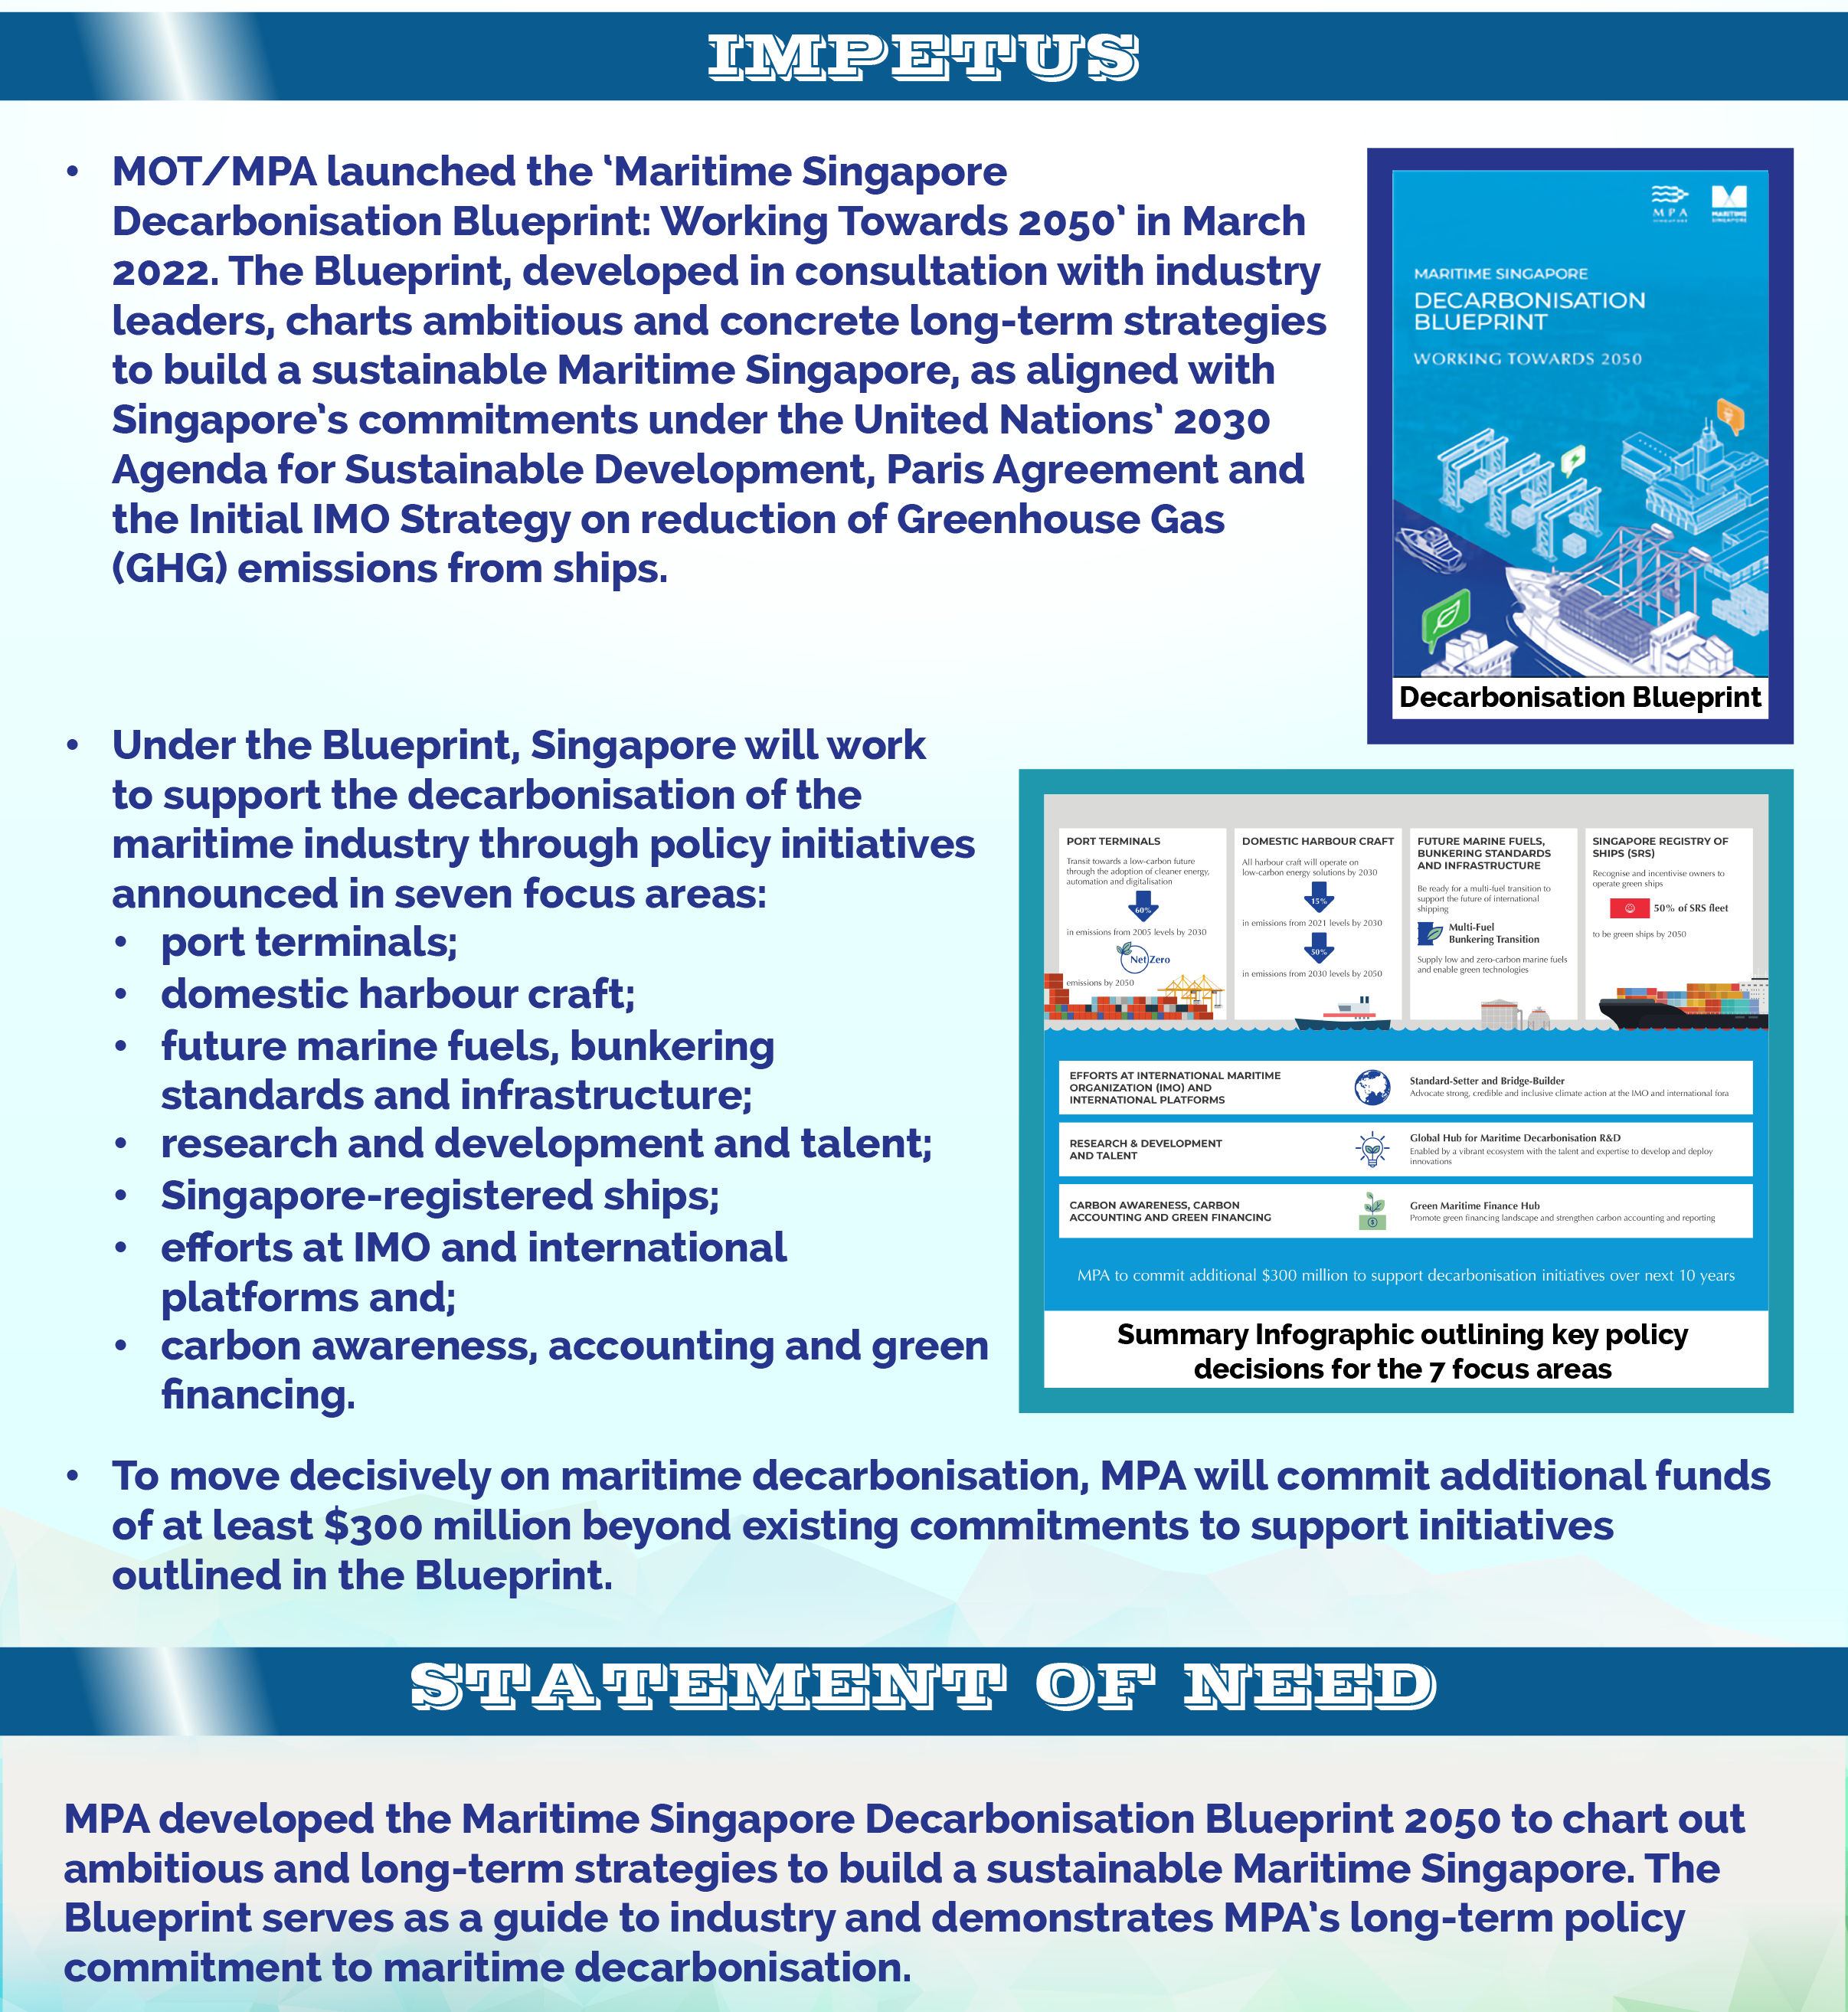 IMPETUS
• MOT/MPA launched the ‘Maritime Singapore
Decarbonisation Blueprint: Working Towards 2050’ in March
2022. The Blueprint, developed in consultation with industry
leaders, charts ambitious and concrete long-term strategies
to build a sustainable Maritime Singapore, as aligned with
Singapore’s commitments under the United Nations’ 2030
Agenda for Sustainable Development, Paris Agreement and
the Initial IMO Strategy on reduction of Greenhouse Gas
(GHG) emissions from ships.
MPA
SINGAPORE
MARITIME
SINGAPORE
MARITIME SINGAPORE
DECARBONISATION
BLUEPRINT
WORKING TOWARDS 2050
Decarbonisation Blueprint
• Under the Blueprint, Singapore will work
to support the decarbonisation of the
maritime industry through policy initiatives
announced in seven focus areas:
• port terminals;
• domestic harbour craft;
• future marine fuels, bunkering
standards and infrastructure;
• research and development and talent;
• Singapore-registered ships;
• efforts at IMO and international
platforms and;
• carbon awareness, accounting and green
financing.
PORT TERMINALS
Transit towards a low-carbon future
through the adoption of cleaner energy,
automation and digitalisation
60%
in emissions from 2005 levels by 2030
Net Zero
emissions by 2050
DOMESTIC HARBOUR CRAFT
All harbour craft will operate on
low-carbon energy solutions by 2030
15%
in emissions from 2021 levels by 2030
50%
in emissions from 2030 levels by 2050
FUTURE MARINE FUELS,
BUNKERING STANDARDS
AND INFRASTRUCTURE
Be ready for a multi-fuel transition to
support the future of international
shipping
Multi-Fuel
Bunkering Transition
Supply low and zero-carbon marine fuels
and enable green technologies
SINGAPORE REGISTRY OF
SHIPS (SRS)
Recognise and incentivise owners to
operate green ships
50% of SRS fleet
to be green ships by 2050
EFFORTS AT INTERNATIONAL MARITIME
ORGANIZATION (IMO) AND
INTERNATIONAL PLATFORMS
Standard-Setter and Bridge-Builder
Advocate strong, credible and inclusive climate action at the IMO and international fora
RESEARCH & DEVELOPMENT
AND TALENT
Global Hub for Maritime Decarbonisation R&D
Enabled by a vibrant ecosystem with the talent and expertise to develop and deploy
innovations
CARBON AWARENESS, CARBON
ACCOUNTING AND GREEN FINANCING
$
Green Maritime Finance Hub
Promote green financing landscape and strengthen carbon accounting and reporting
MPA to commit additional $300 million to support decarbonisation initiatives over next 10 years
Summary Infographic outlining key policy
decisions for the 7 focus areas
• To move decisively on maritime decarbonisation, MPA will commit additional funds
of at least $300 million beyond existing commitments to support initiatives
outlined in the Blueprint.
STATEMENT OF NEED
MPA developed the Maritime Singapore Decarbonisation Blueprint 2050 to chart out
ambitious and long-term strategies to build a sustainable Maritime Singapore. The
Blueprint serves as a guide to industry and demonstrates MPA’s long-term policy
commitment to maritime decarbonisation.